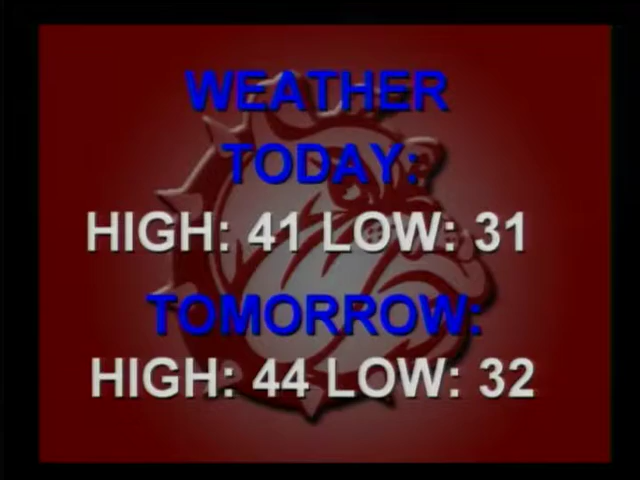 WEATHER
TODAY:
HIGH: 41 LOW: 31
TOMORROW:
HIGH: 44 LOW: 32